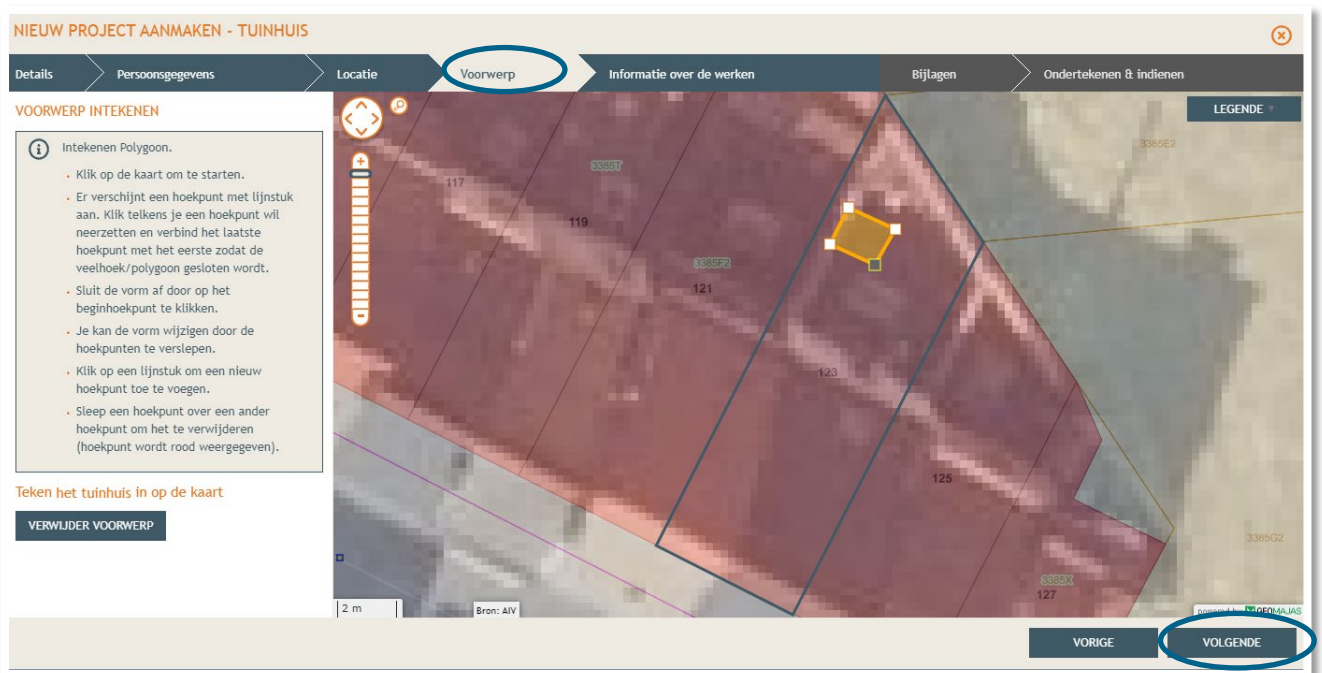 NIEUW PROJECT AANMAKEN - TUINHUIS
Details
Persoonsgegevens
Locatie
Voorwerp
Informatie over de werken
Bijlagen
Ondertekenen & indienen
VOORWERP INTEKENEN
Intekenen Polygoon.
• Klik op de kaart om te starten.
• Er verschijnt een hoekpunt met lijnstuk
aan. Klik telkens je een hoekpunt wil
neerzetten en verbind het laatste
hoekpunt met het eerste zodat de
veelhoek/polygoon gesloten wordt.
• Sluit de vorm af door op het
beginhoekpunt te klikken.
• Je kan de vorm wijzigen door de
hoekpunten te verslepen.
• Klik op een lijnstuk om een nieuw
hoekpunt toe te voegen.
• Sleep een hoekpunt over een ander
hoekpunt om het te verwijderen
(hoekpunt wordt rood weergegeven).
Teken het tuinhuis in op de kaart
VERWIJDER VOORWERP
LEGENDE
3385E2
3385T
117
119
3385F2
121
123
125
3385G2
3385X
127
2 m
Bron: AIV
powered by GEOMAJAS
VORIGE
VOLGENDE